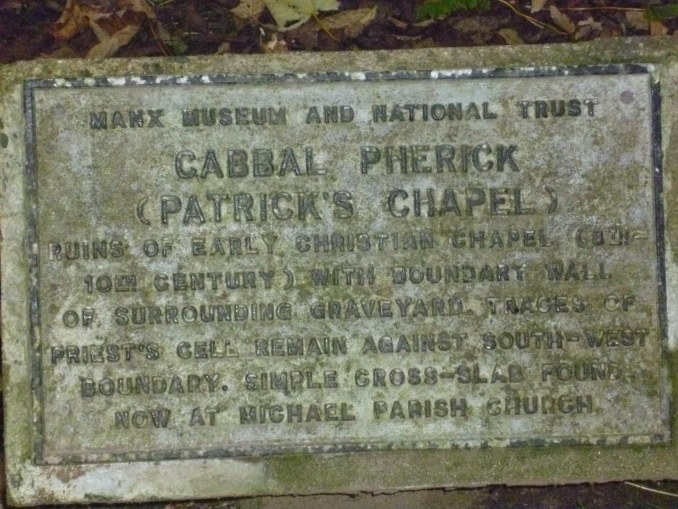 MANX MUSEUM AND NATIONAL TRUST
CABBAL PHERICK
(PATRICK'S CHAPEL)
RUINS OF EARLY CHRISTIAN CHAPEL (8TH-
10TH CENTURY) WITH BOUNDARY WALL
OF SURROUNDING GRAVEYARD. TRACES OF
PRIEST'S CELL REMAIN AGAINST SOUTH-WEST
BOUNDARY. SIMPLE CROSS-SLAB FOUND,
NOW AT MICHAEL PARISH CHURCH.